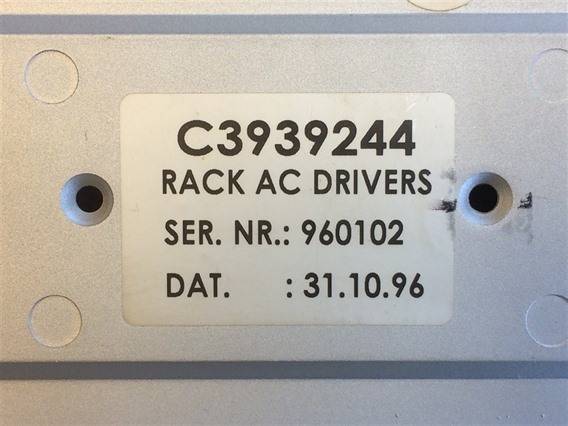 C3939244
RACK AC DRIVERS
SER. NR.: 960102
DAT. : 31.10.96